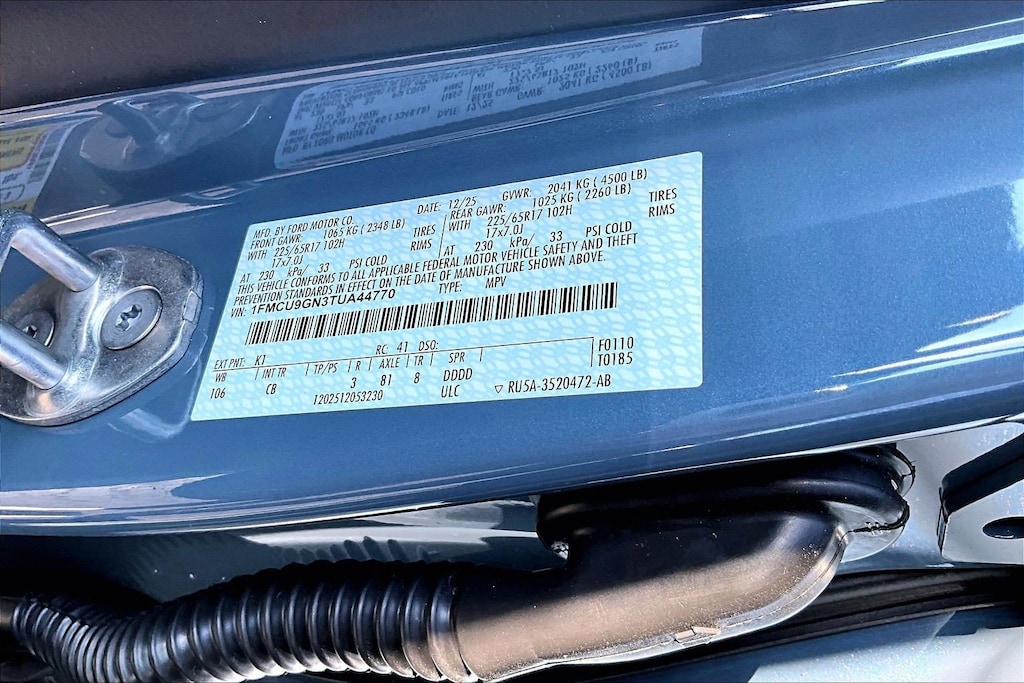 MFD. BY FORD MOTOR CO.
DATE: 12/25 GVWR: 2041 KG ( 4500 LB)
FRONT GAWR: 1065 KG ( 2348 LB)
REAR GAWR: 1025 KG ( 2260 LB)
WITH 225/65R17 102H TIRES
WITH 225/65R17 102H TIRES
17x7.0J RIMS
17x7.0J RIMS
AT 230 kPa/ 33 PSI COLD
AT 230 kPa/ 33 PSI COLD
THIS VEHICLE CONFORMS TO ALL APPLICABLE FEDERAL MOTOR VEHICLE SAFETY AND THEFT
PREVENTION STANDARDS IN EFFECT ON THE DATE OF MANUFACTURE SHOWN ABOVE.
VIN: 1FMCU9GN3TUA44770 TYPE: MPV
EXT PNT: K1 RC: 41 DSO:
WB INT TR TP/PS R AXLE TR SPR F0110
106 CB 3 81 8 DDDD T0185
1202512053230 ULC RU5A-3520472-AB